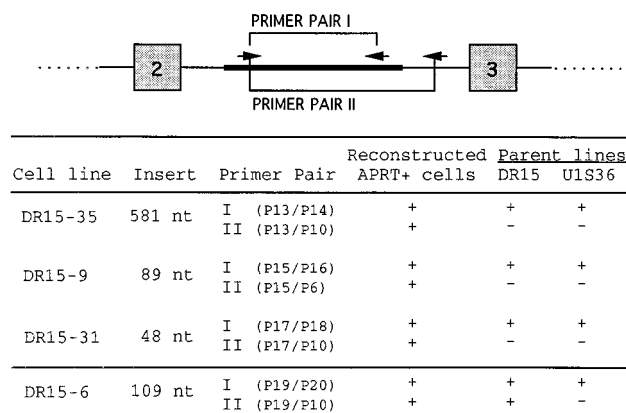 PRIMER PAIR I
2
3
PRIMER PAIR II
Reconstructed Parent lines
Cell line Insert Primer Pair APRT+ cells DR15 U1S36
DR15-35 581 nt I (P13/P14) + + +
II (P13/P10) + - -
DR15-9 89 nt I (P15/P16) + + +
II (P15/P6) + - -
DR15-31 48 nt I (P17/P18) + + +
II (P17/P10) + - -
DR15-6 109 nt I (P19/P20) + + +
II (P19/P10) + + -